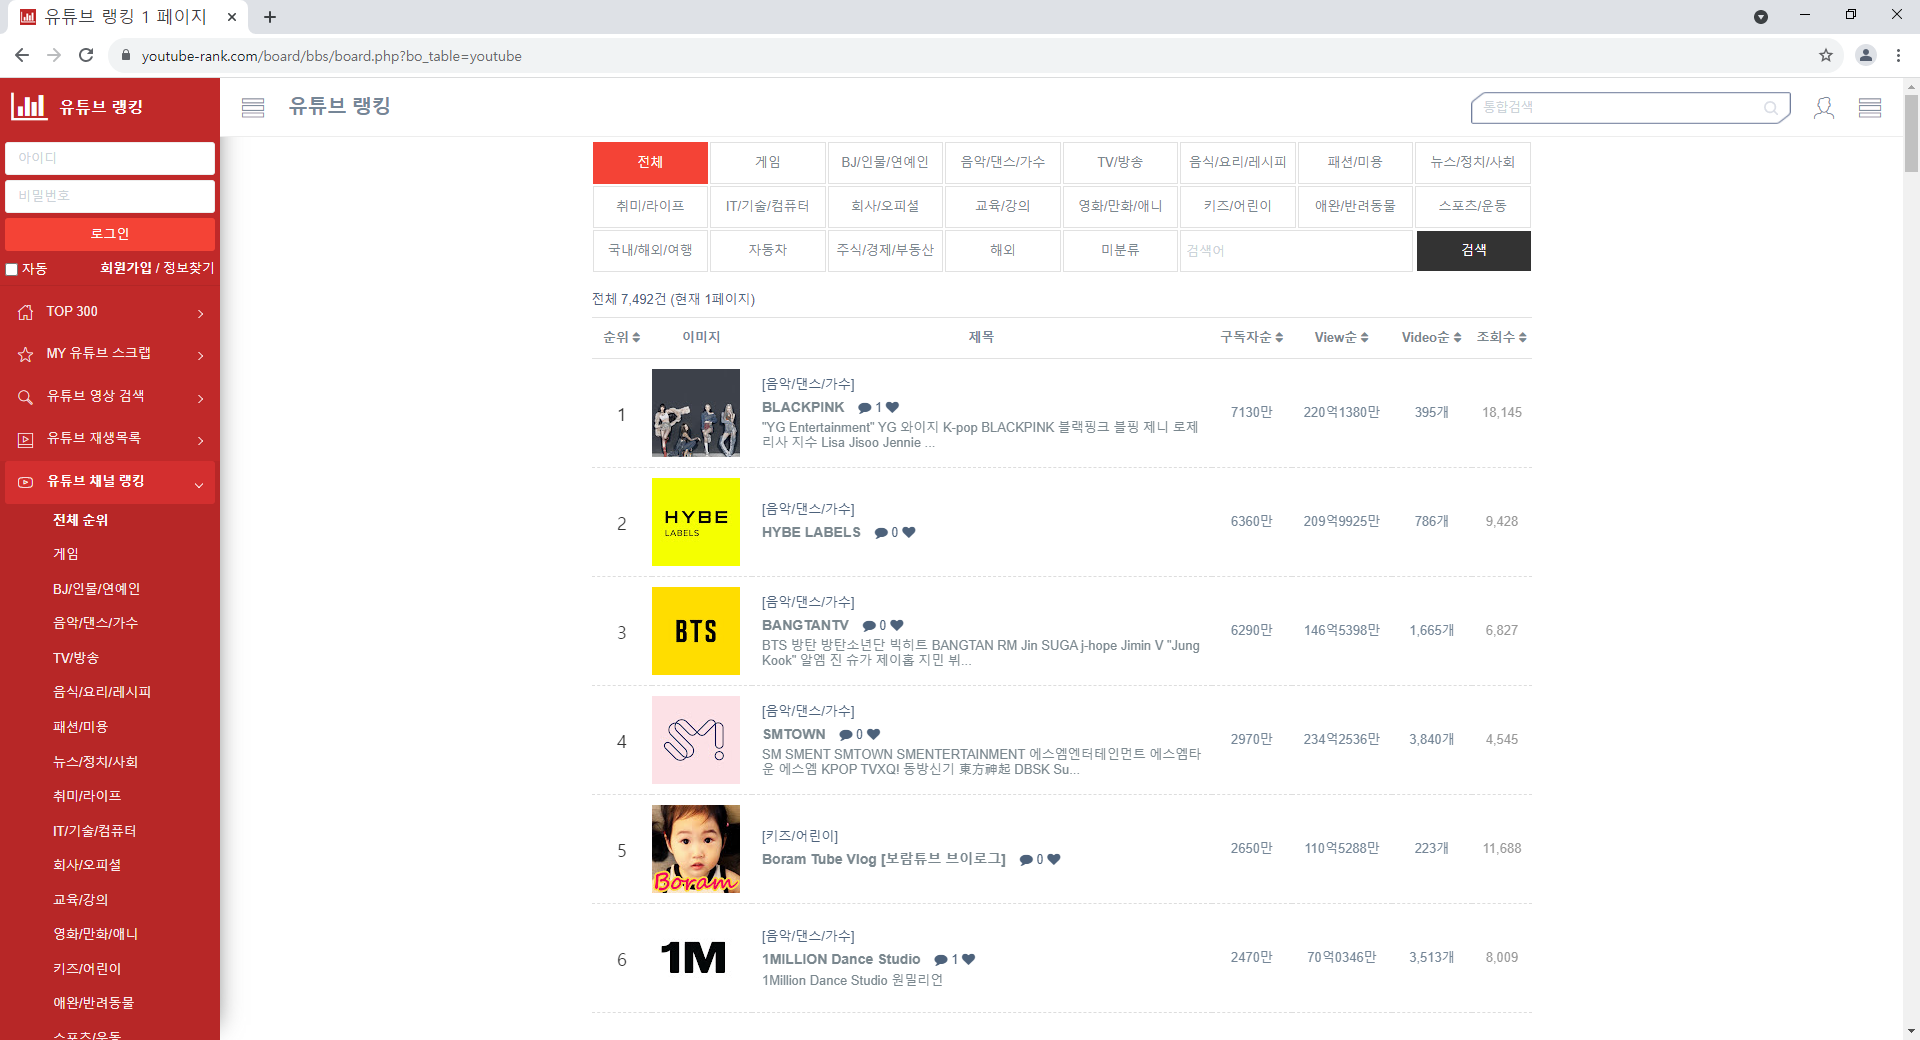 유튜브 랭킹 1 페이지
youtube-rank.com/board/bbs/board.php?bo_table=youtube
유튜브 랭킹
아이디
비밀번호
로그인
자동
회원가입 / 정보찾기
TOP 300
MY 유튜브 스크랩
유튜브 영상 검색
유튜브 재생목록
유튜브 채널 랭킹
전체 순위
게임
BJ/인물/연예인
음악/댄스/가수
TV/방송
음식/요리/레시피
패션/미용
뉴스/정치/사회
취미/라이프
IT/기술/컴퓨터
회사/오피셜
교육/강의
영화/만화/애니
키즈/어린이
애완/반려동물
스포츠/운동
유튜브 랭킹
통합검색
전체 게임 BJ/인물/연예인 음악/댄스/가수 TV/방송 음식/요리/레시피 패션/미용 뉴스/정치/사회
취미/라이프 IT/기술/컴퓨터 회사/오피셜 교육/강의 영화/만화/애니 키즈/어린이 애완/반려동물 스포츠/운동
국내/해외/여행 자동차 주식/경제/부동산 해외 미분류 검색어 검색
전체 7,492건 (현재 1페이지)
순위 이미지 제목 구독자순 View순 Video순 조회수
[음악/댄스/가수]
1 BLACKPINK 1 7130만 220억1380만 395개 18,145
"YG Entertainment" YG 와이지 K-pop BLACKPINK 블랙핑크 블핑 제니 로제
리사 지수 Lisa Jisoo Jennie ...
HYBE
LABELS
[음악/댄스/가수]
2 HYBE LABELS 0 6360만 209억9925만 786개 9,428
BTS
[음악/댄스/가수]
3 BANGTANTV 0 6290만 146억5398만 1,665개 6,827
BTS 방탄 방탄소년단 빅히트 BANGTAN RM Jin SUGA j-hope Jimin V "Jung
Kook" 알엠 진 슈가 제이홉 지민 뷔...
SM!
[음악/댄스/가수]
4 SMTOWN 0 2970만 234억2536만 3,840개 4,545
SM SMENT SMTOWN SMENTERTAINMENT 에스엠엔터테인먼트 에스엠타
운 에스엠 KPOP TVXQ! 동방신기 東方神起 DBSK Su...
Boram
[키즈/어린이]
5 Boram Tube Vlog [보람튜브 브이로그] 0 2650만 110억5288만 223개 11,688
1M
[음악/댄스/가수]
6 1MILLION Dance Studio 1 2470만 70억0346만 3,513개 8,009
1Million Dance Studio 원밀리언